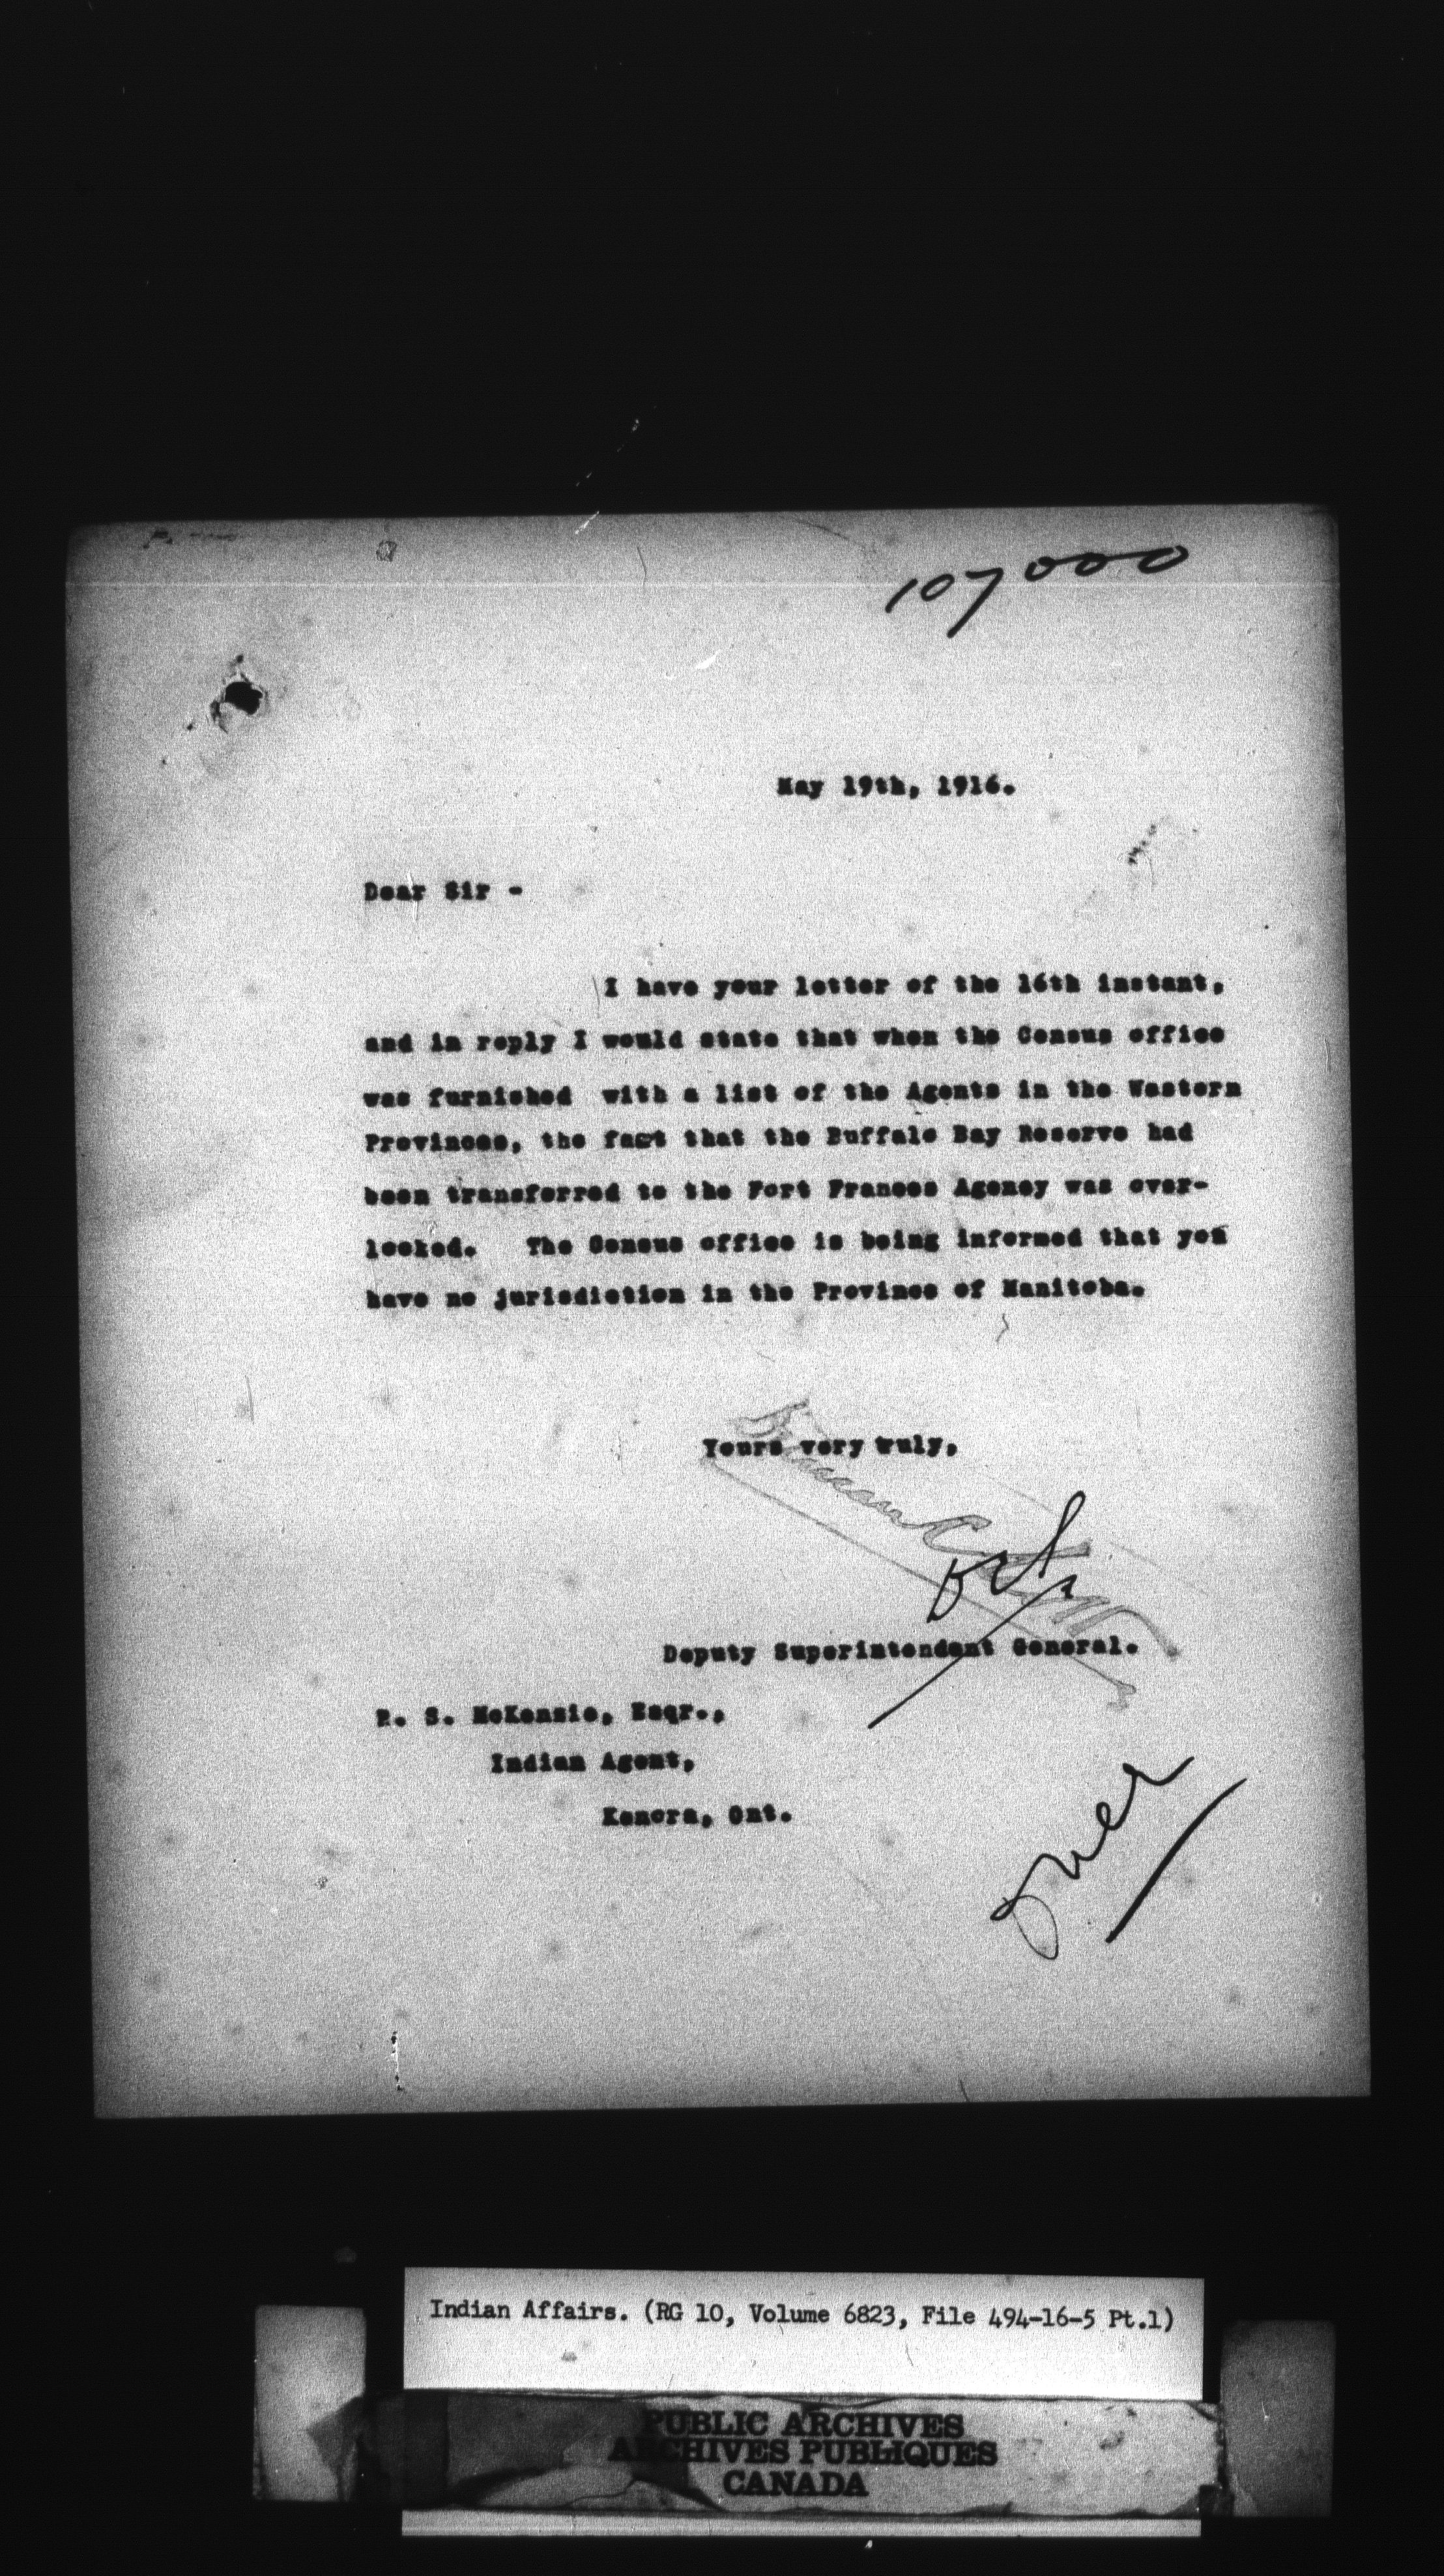 107000
May 19th, 1916.
Dear Sir -
I have your letter of the 16th instant,
and in reply I would state that when the Census office
was furnished with a list of the Agents in the Western
Provinces, the fact that the Buffalo Bay Reserve had
been transferred to the Fort Frances Agency was over-
looked. The Census office is being informed that you
have no jurisdiction in the Province of Manitoba.
Yours very truly,
Duncan C. Scott
Deputy Superintendent General.
R. S. McKenzie, Esqr.,
Indian Agent,
Kenora, Ont.
Indian Affairs. (RG 10, Volume 6823, File 494-16-5 Pt.1)
PUBLIC ARCHIVES
ARCHIVES PUBLIQUES
CANADA